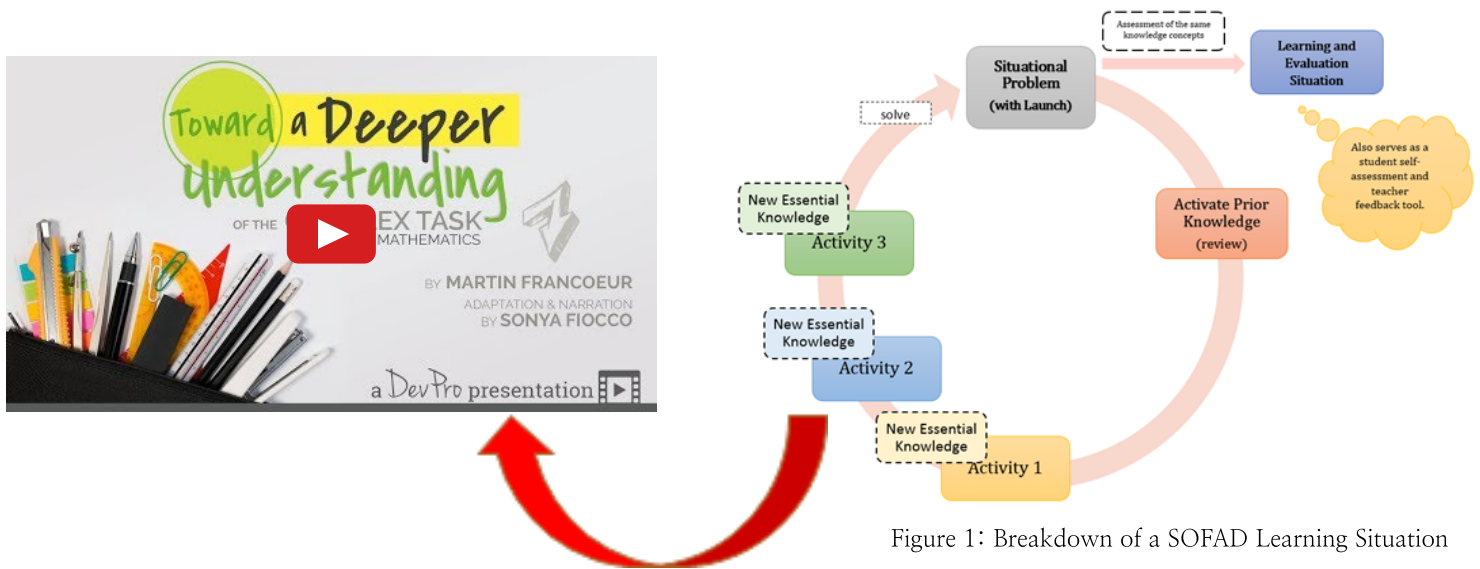 Toward a Deeper
Understanding
OF THE
EX TASK
MATHEMATICS
BY MARTIN FRANCOEUR
ADAPTATION & NARRATION
BY SONYA FIOCCO
a DevPro presentation
Assessment of the same
knowledge concepts
Situational
Problem
(with Launch)
Learning and
Evaluation
Situation
solve
Also serves as a
student self-
assessment and
teacher
feedback tool.
Activate Prior
Knowledge
(review)
New Essential
Knowledge
Activity 3
New Essential
Knowledge
Activity 2
New Essential
Knowledge
Activity 1
Figure 1: Breakdown of a SOFAD Learning Situation